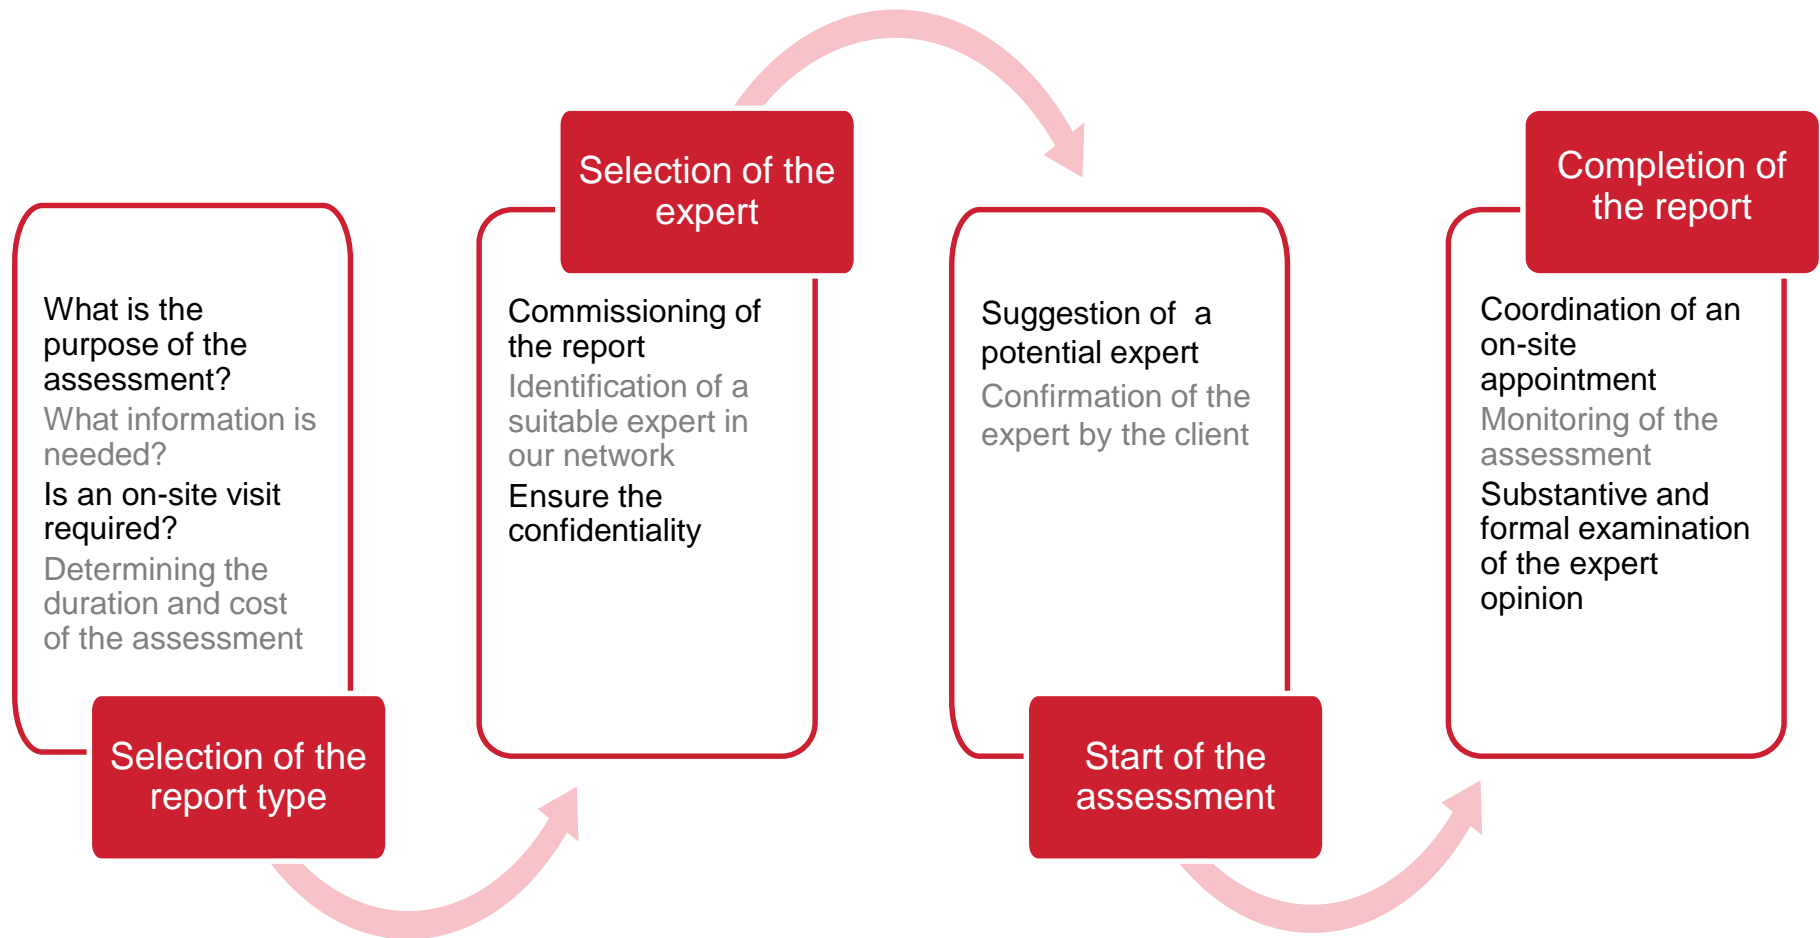 What is the
purpose of the
assessment?
What information is
needed?
Is an on-site visit
required?
Determining the
duration and cost
of the assessment
Selection of the
report type
Selection of the
expert
Commissioning of
the report
Identification of a
suitable expert in
our network
Ensure the
confidentiality
Suggestion of  a
potential expert
Confirmation of the
expert by the client
Start of the
assessment
Completion of
the report
Coordination of an
on-site
appointment
Monitoring of the
assessment
Substantive and
formal examination
of the expert
opinion